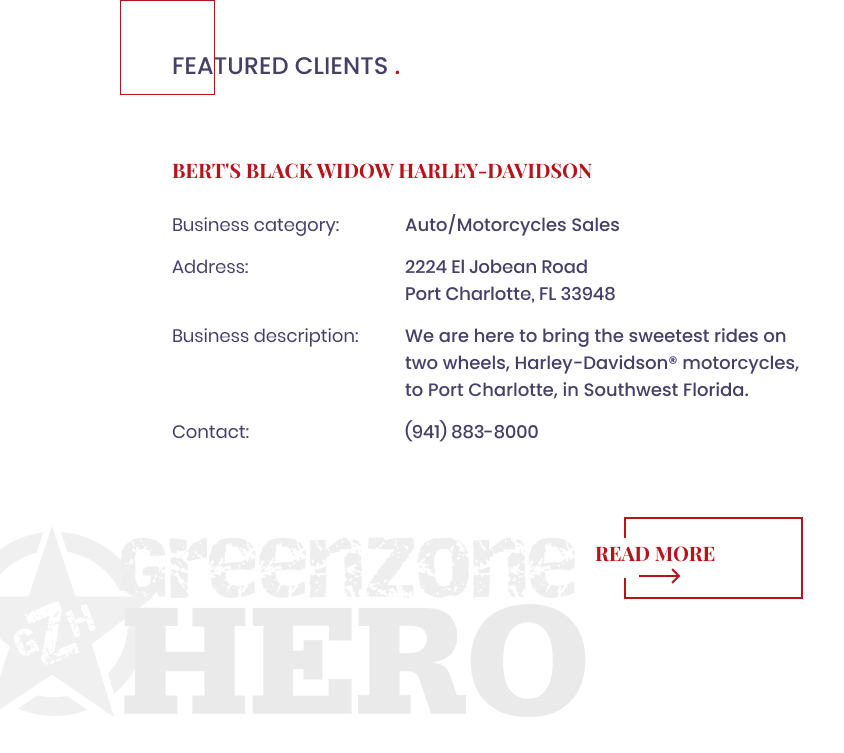 FEATURED CLIENTS .
BERT'S BLACK WIDOW HARLEY-DAVIDSON
Business category: Auto/Motorcycles Sales
Address: 2224 El Jobean Road
Port Charlotte, FL 33948
Business description: We are here to bring the sweetest rides on
two wheels, Harley-Davidson® motorcycles,
to Port Charlotte, in Southwest Florida.
Contact: (941) 883-8000
READ MORE
greenzone
HERO
GZH